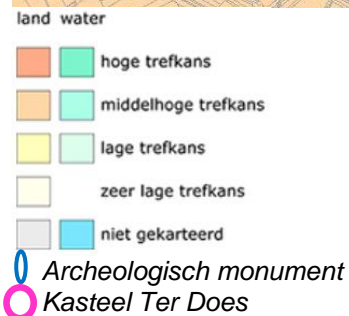 land water
hoge trefkans
middelhoge trefkans
lage trefkans
zeer lage trefkans
niet gekarteerd
Archeologisch monument
Kasteel Ter Does